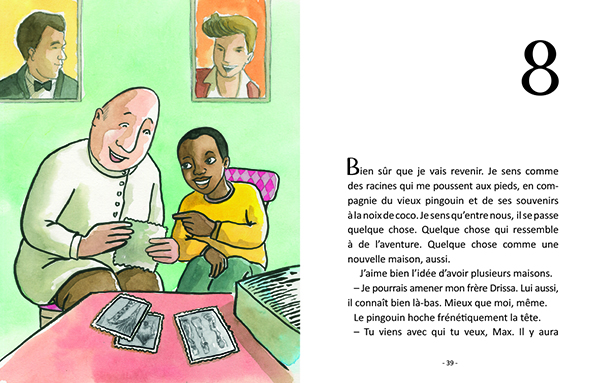 8
Bien sûr que je vais revenir. Je sens comme
des racines qui me poussent aux pieds, en com-
pagnie du vieux pingouin et de ses souvenirs
à la noix de coco. Je sens qu'entre nous, il se passe
quelque chose. Quelque chose qui ressemble
à de l'aventure. Quelque chose comme une
nouvelle maison, aussi.
J'aime bien l'idée d'avoir plusieurs maisons.
– Je pourrais amener mon frère Drissa. Lui aussi,
il connaît bien là-bas. Mieux que moi, même.
Le pingouin hoche frénétiquement la tête.
– Tu viens avec qui tu veux, Max. Il y aura
- 39 -